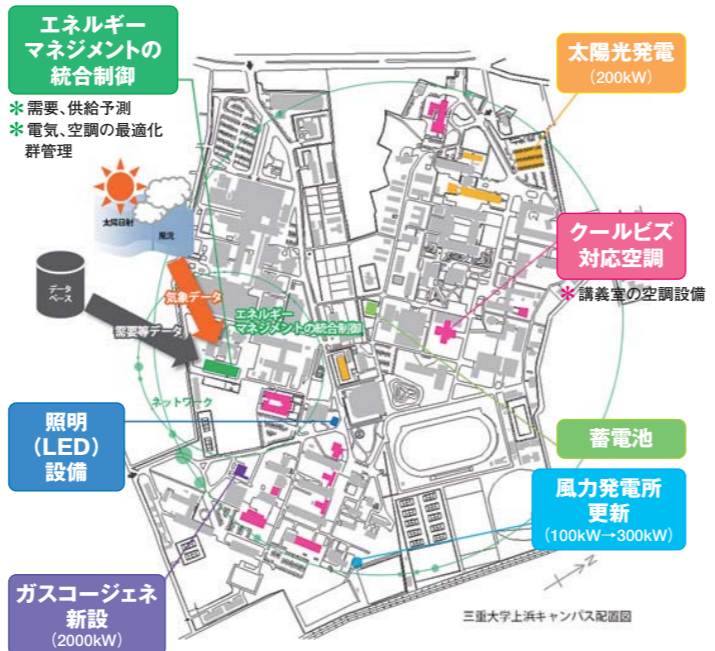 エネルギー
マネジメントの
統合制御
＊需要、供給予測
＊電気、空調の最適化
群管理
太陽光発電
（200kW）
太陽日射
風況
データ
ベース
気象データ
需要等データ
エネルギー
マネジメントの統合制御
ネットワーク
クールビズ
対応空調
＊講義室の空調設備
照明
（LED）
設備
蓄電池
風力発電所
更新
（100kW→300kW）
ガスコージェネ
新設
（2000kW）
N
三重大学上浜キャンパス配置図